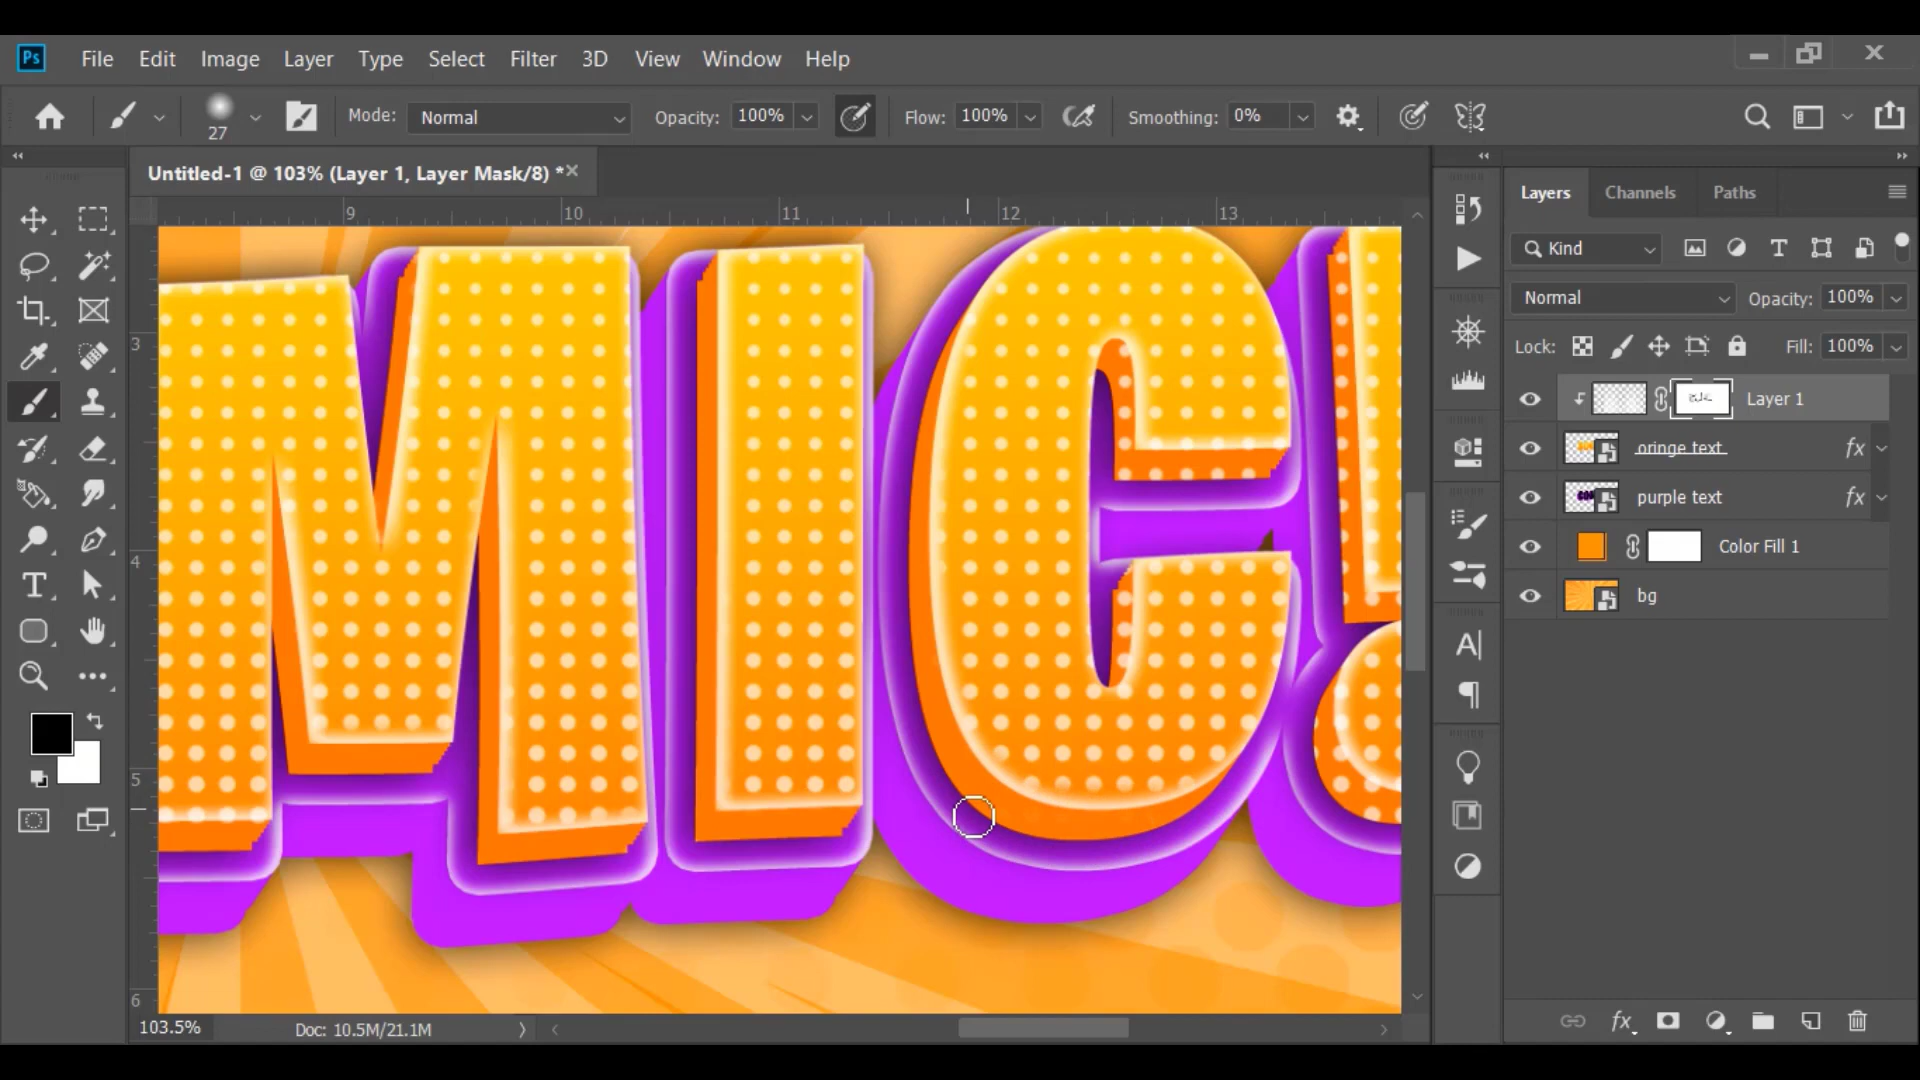 Ps File Edit Image Layer Type Select Filter 3D View Window Help
27 Mode: Normal Opacity: 100% Flow: 100% Smoothing: 0%
Untitled-1 @ 103% (Layer 1, Layer Mask/8) *
9 10 11 12 13
3
4
5
6
MIC
Layers Channels Paths
Kind
Normal Opacity: 100%
Lock: Fill: 100%
Layer 1
oringe text fx
purple text fx
Color Fill 1
bg
103.5% Doc: 10.5M/21.1M
fx